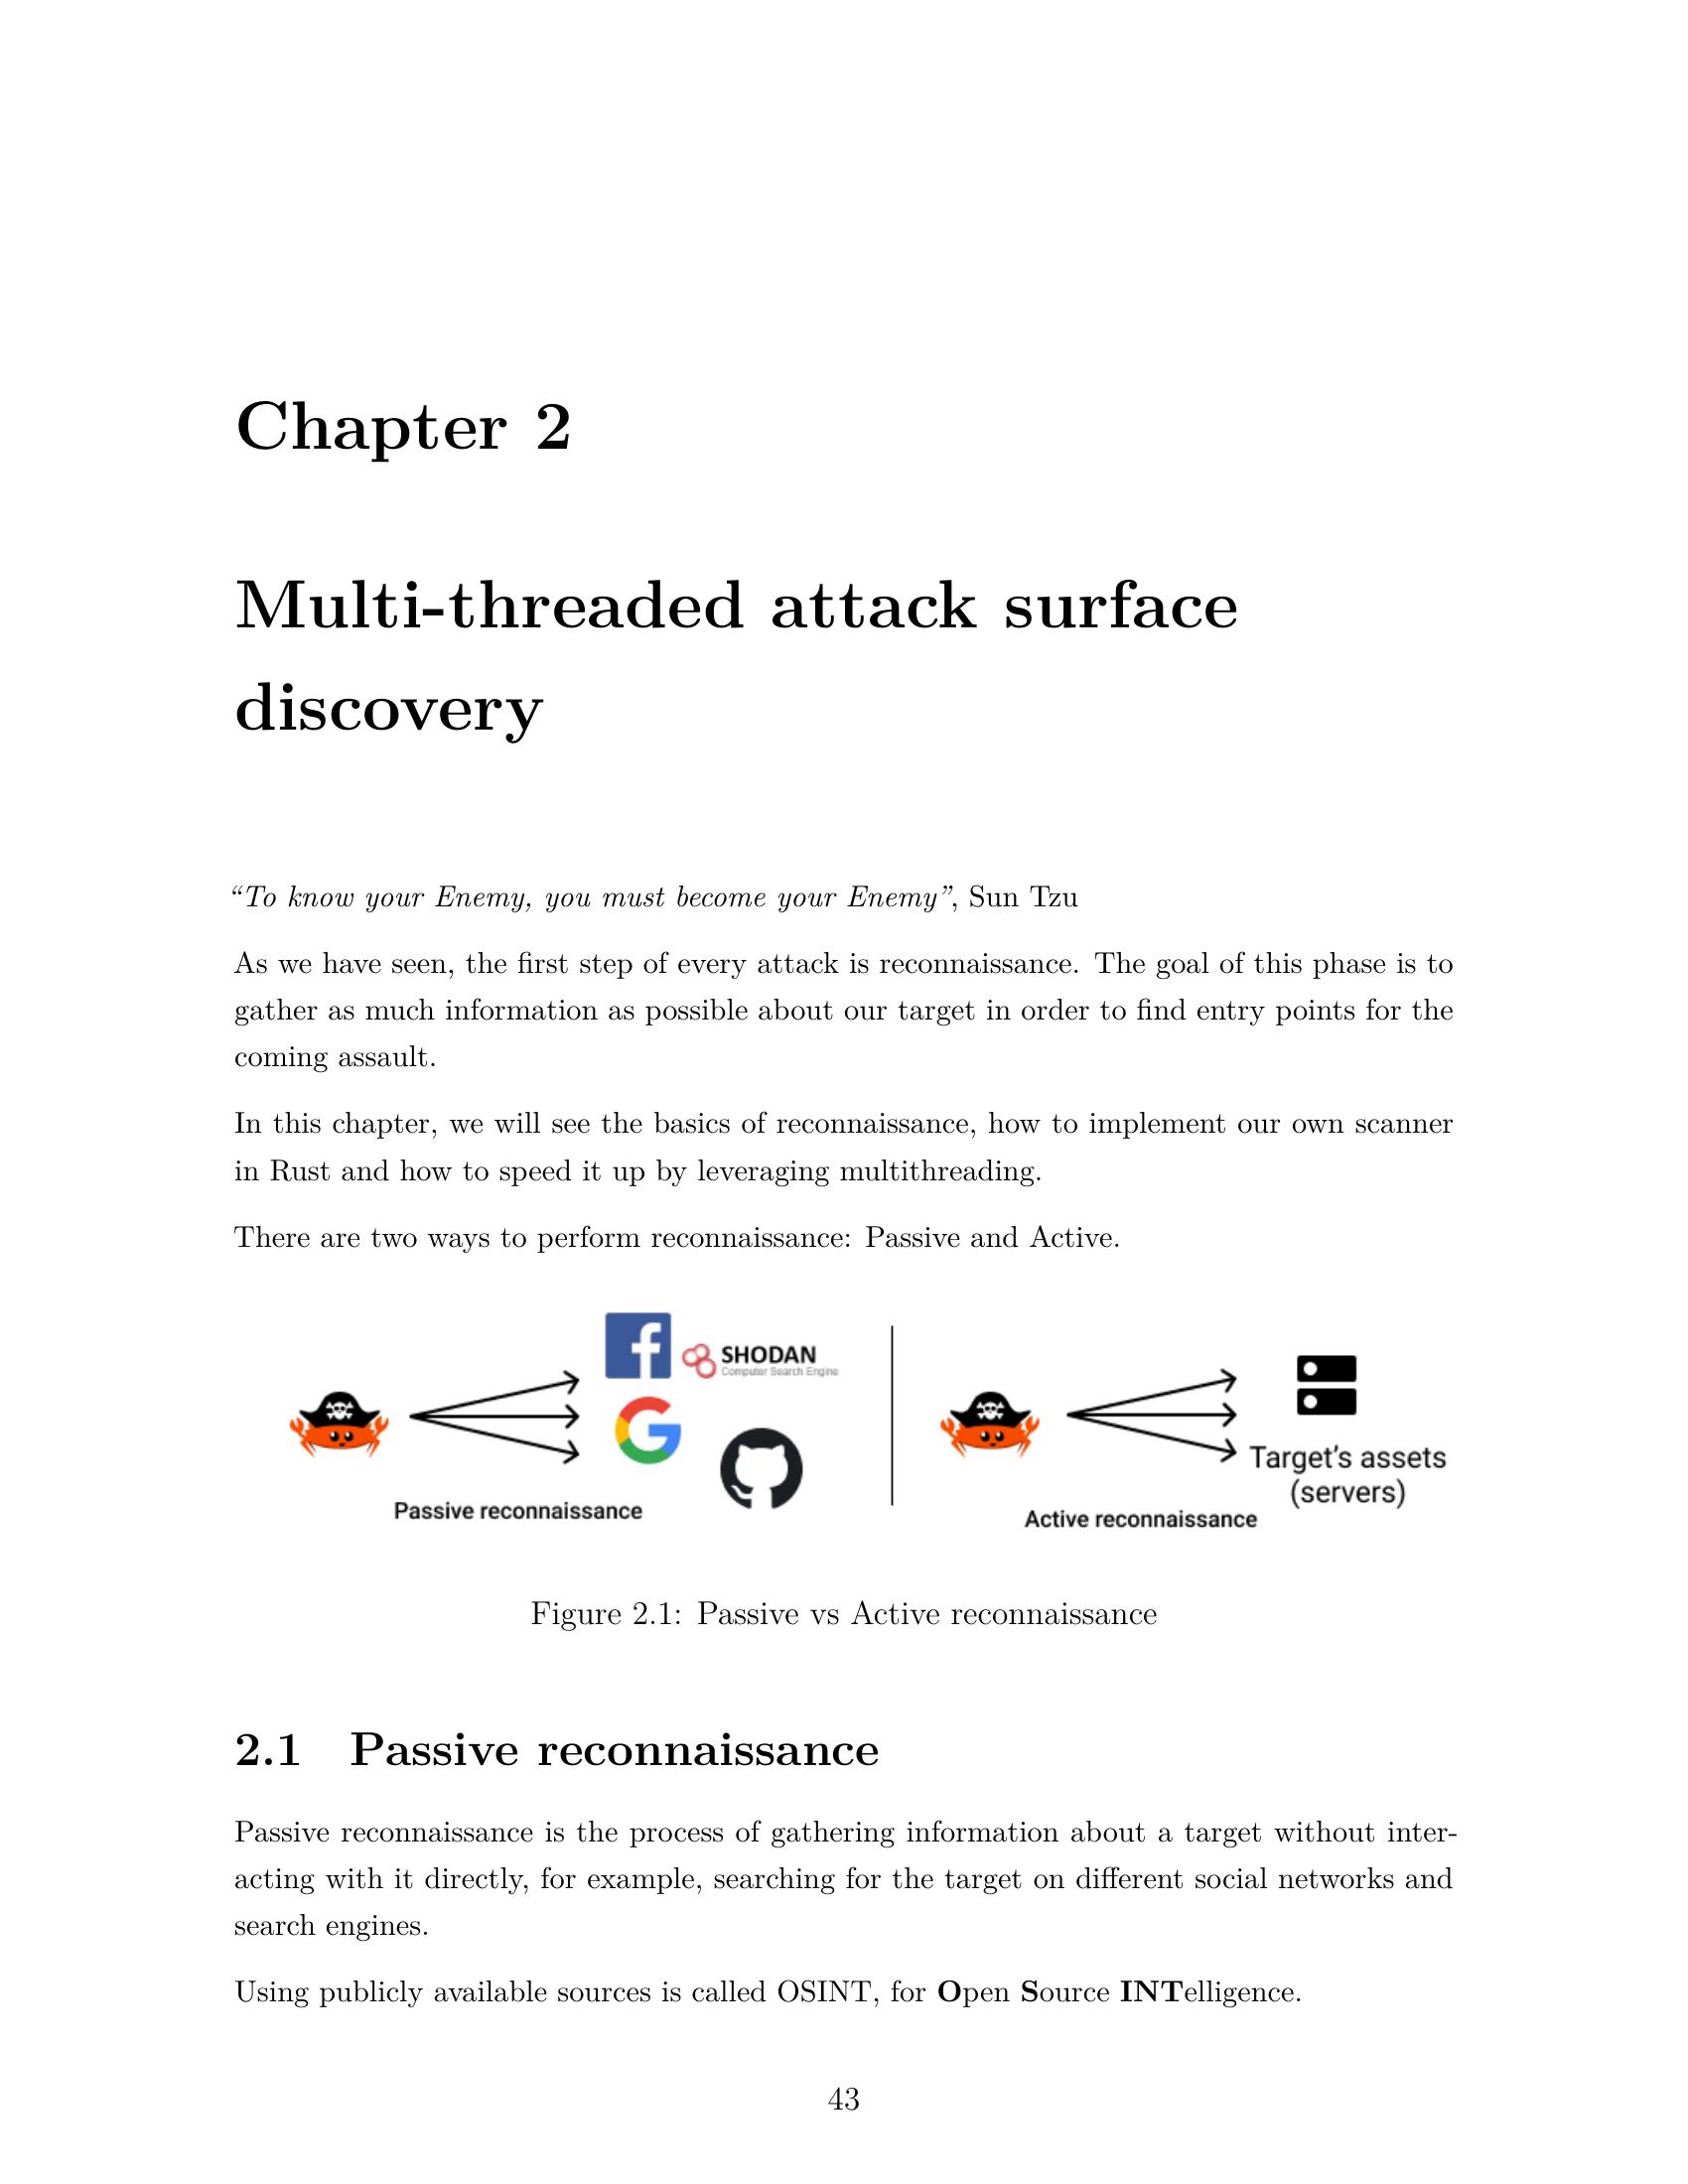 Chapter 2
Multi-threaded attack surface
discovery
“To know your Enemy, you must become your Enemy”, Sun Tzu
As we have seen, the first step of every attack is reconnaissance. The goal of this phase is to
gather as much information as possible about our target in order to find entry points for the
coming assault.
In this chapter, we will see the basics of reconnaissance, how to implement our own scanner
in Rust and how to speed it up by leveraging multithreading.
There are two ways to perform reconnaissance: Passive and Active.
SHODAN
Computer Search Engine
Passive reconnaissance
Target’s assets
(servers)
Active reconnaissance
Figure 2.1: Passive vs Active reconnaissance
2.1 Passive reconnaissance
Passive reconnaissance is the process of gathering information about a target without inter-
acting with it directly, for example, searching for the target on different social networks and
search engines.
Using publicly available sources is called OSINT, for Open Source INTelligence.
43